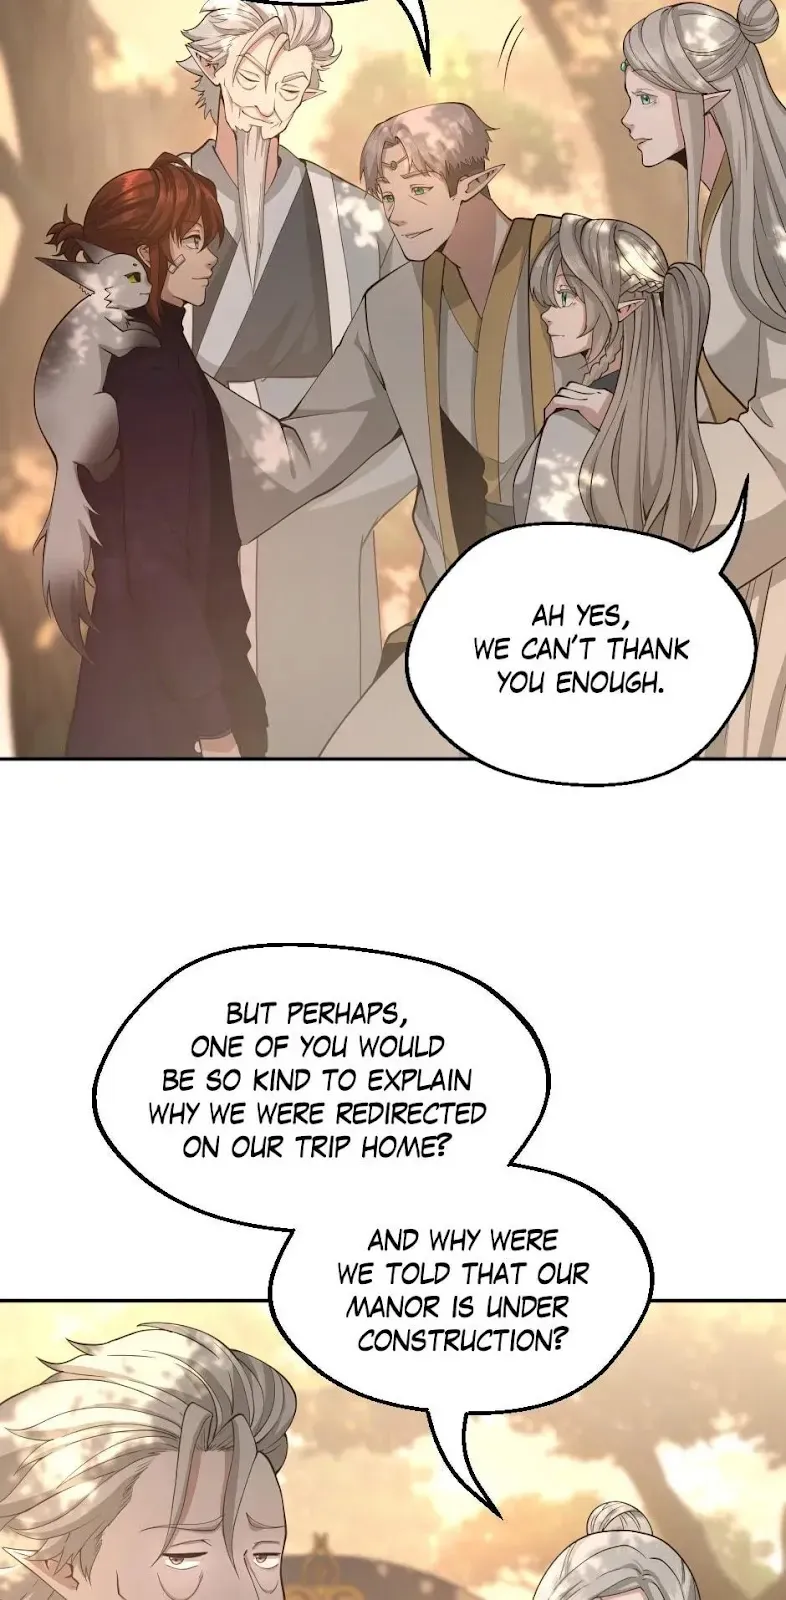 AH YES,
WE CAN'T THANK
YOU ENOUGH.
BUT PERHAPS,
ONE OF YOU WOULD
BE SO KIND TO EXPLAIN
WHY WE WERE REDIRECTED
ON OUR TRIP HOME?
AND WHY WERE
WE TOLD THAT OUR
MANOR IS UNDER
CONSTRUCTION?